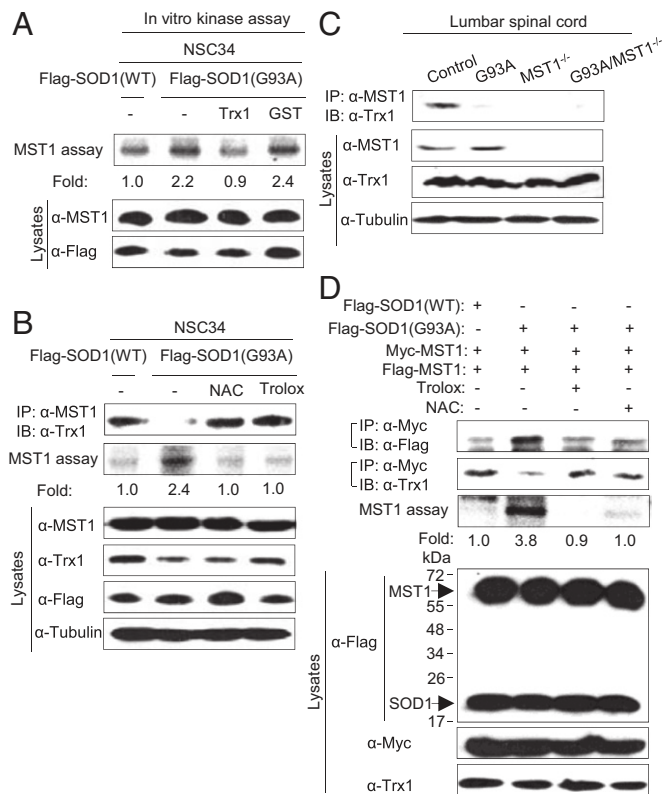 A
In vitro kinase assay
NSC34
Flag-SOD1(WT) Flag-SOD1(G93A)
- - Trx1 GST
MST1 assay
Fold: 1.0 2.2 0.9 2.4
Lysates
α-MST1
α-Flag
B
NSC34
Flag-SOD1(WT) Flag-SOD1(G93A)
- - NAC Trolox
IP: α-MST1
IB: α-Trx1
MST1 assay
Fold: 1.0 2.4 1.0 1.0
Lysates
α-MST1
α-Trx1
α-Flag
α-Tubulin
C
Lumbar spinal cord
Control G93A MST1-/- G93A/MST1-/-
IP: α-MST1
IB: α-Trx1
Lysates
α-MST1
α-Trx1
α-Tubulin
D
Flag-SOD1(WT): + - - -
Flag-SOD1(G93A): - + + +
Myc-MST1: + + + +
Flag-MST1: + + + +
Trolox: - - + -
NAC: - - - +
IP: α-Myc
IB: α-Flag
IP: α-Myc
IB: α-Trx1
MST1 assay
Fold: 1.0 3.8 0.9 1.0
kDa
Lysates
α-Flag
72
MST1
55
48
34
26
SOD1
17
α-Myc
α-Trx1